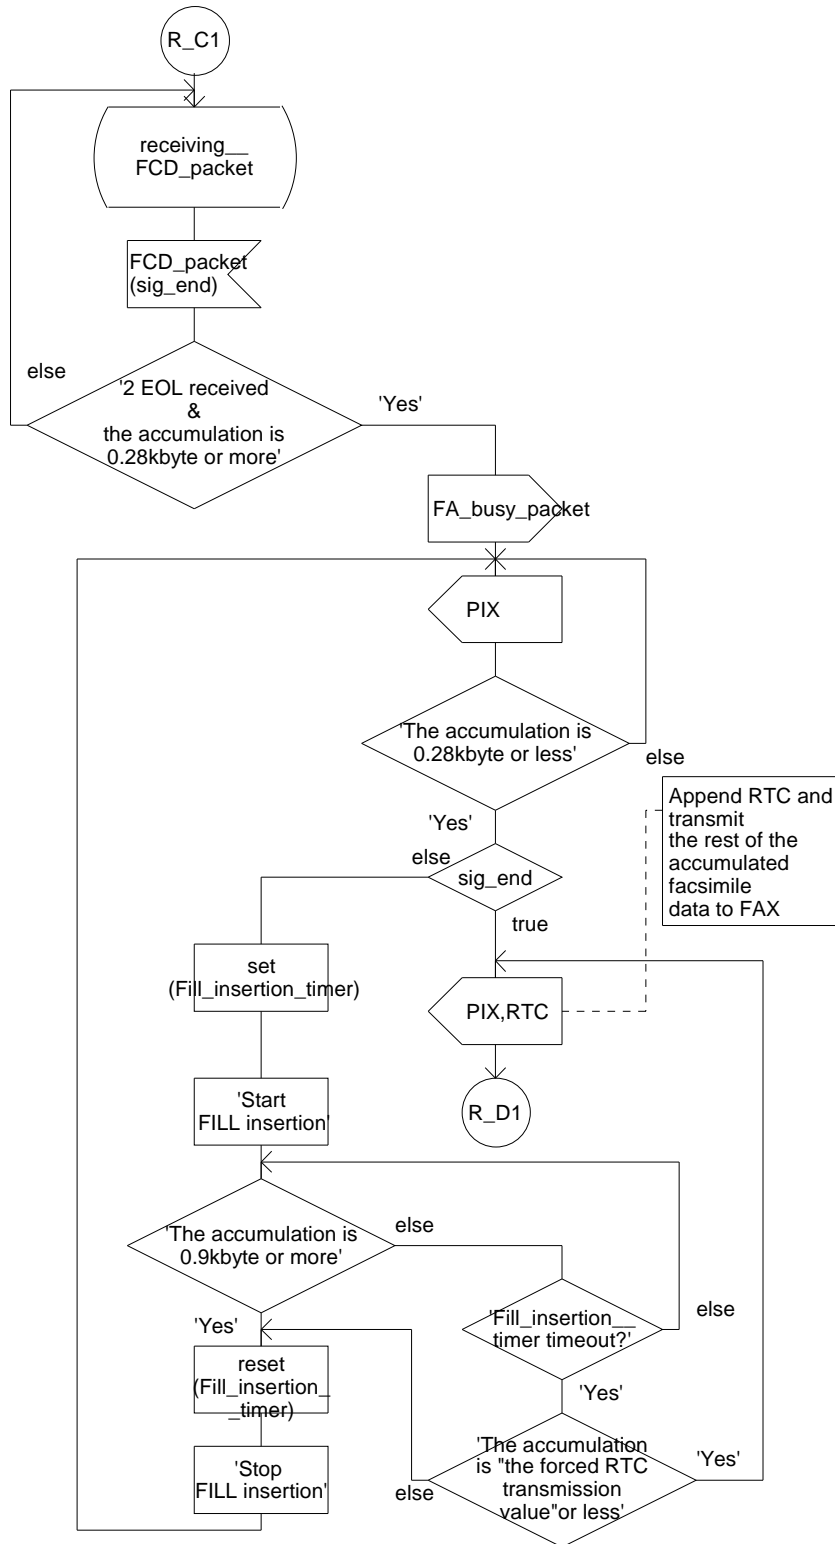 R_C1
receiving__
FCD_packet
FCD_packet
(sig_end)
else
'2 EOL received
&
the accumulation is
0.28kbyte or more'
'Yes'
FA_busy_packet
PIX
'The accumulation is
0.28kbyte or less'
else
Append RTC and
transmit
the rest of the
accumulated
facsimile
data to FAX
'Yes'
else
sig_end
true
set
(Fill_insertion_timer)
PIX,RTC
'Start
FILL insertion'
R_D1
'The accumulation is
0.9kbyte or more'
else
'Fill_insertion__
timer timeout?'
else
'Yes'
reset
(Fill_insertion_
_timer)
'Yes'
'Stop
FILL insertion'
else
'The accumulation
is "the forced RTC
transmission
value"or less'
'Yes'